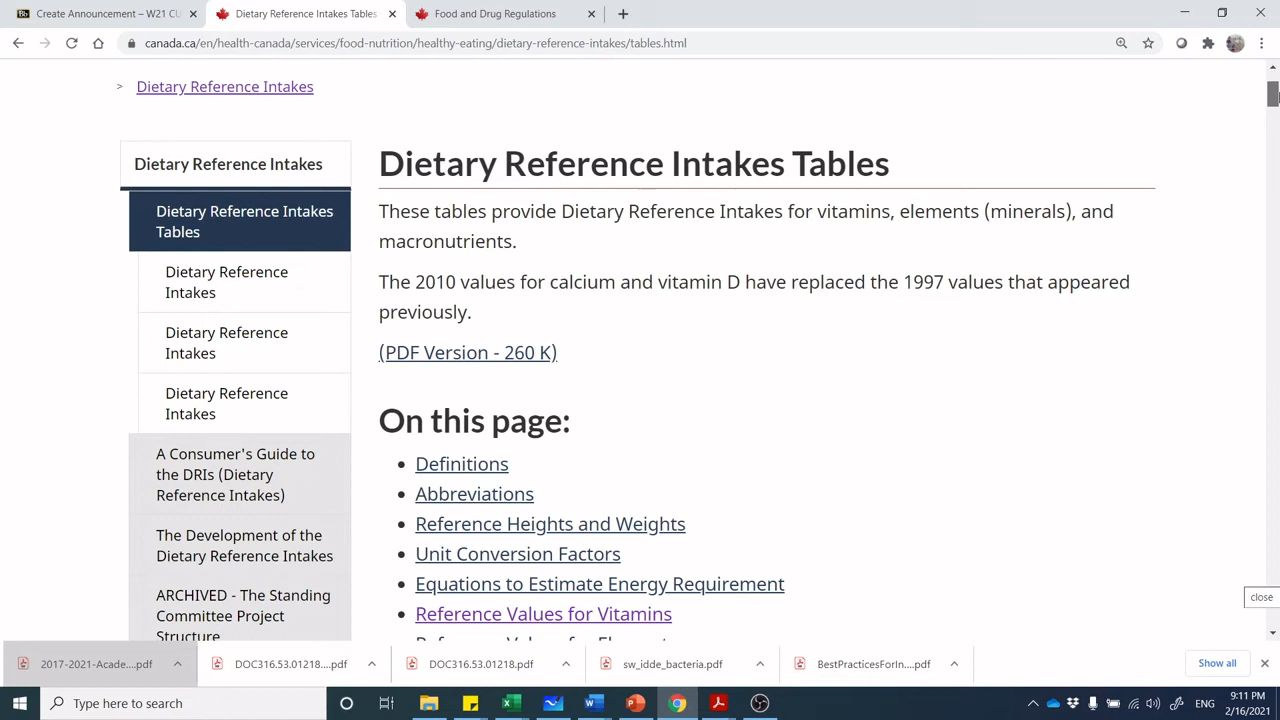 Create Announcement – W21 CU
Dietary Reference Intakes Tables
Food and Drug Regulations
canada.ca/en/health-canada/services/food-nutrition/healthy-eating/dietary-reference-intakes/tables.html
> Dietary Reference Intakes
Dietary Reference Intakes
Dietary Reference Intakes
Tables
Dietary Reference
Intakes
Dietary Reference
Intakes
Dietary Reference
Intakes
A Consumer's Guide to
the DRIs (Dietary
Reference Intakes)
The Development of the
Dietary Reference Intakes
ARCHIVED - The Standing
Committee Project
Structure
Dietary Reference Intakes Tables
These tables provide Dietary Reference Intakes for vitamins, elements (minerals), and
macronutrients.
The 2010 values for calcium and vitamin D have replaced the 1997 values that appeared
previously.
(PDF Version - 260 K)
On this page:
• Definitions
• Abbreviations
• Reference Heights and Weights
• Unit Conversion Factors
• Equations to Estimate Energy Requirement
• Reference Values for Vitamins
close
2017-2021-Acade....pdf
DOC316.53.01218....pdf
DOC316.53.01218.pdf
sw_idde_bacteria.pdf
BestPracticesForIn....pdf
Show all
Type here to search
ENG
9:11 PM
2/16/2021